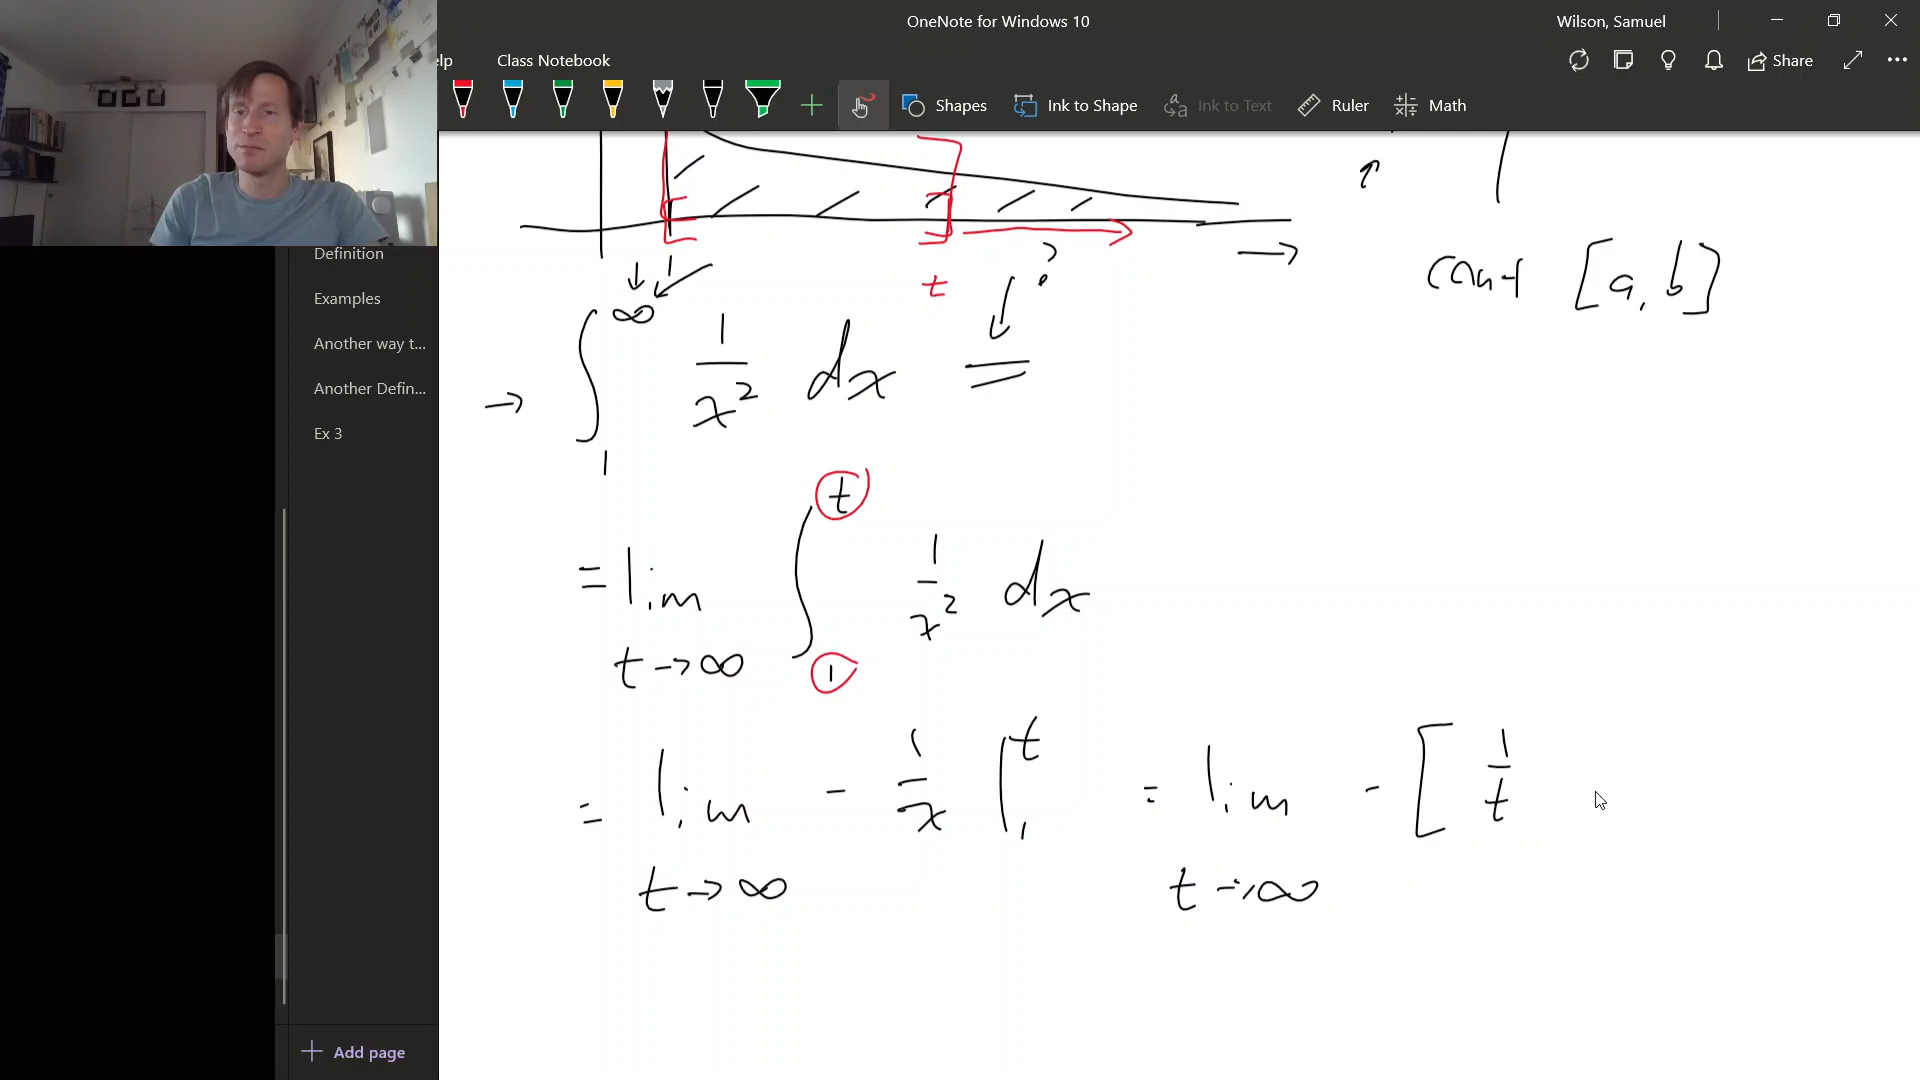 OneNote for Windows 10
Wilson, Samuel
elp Class Notebook
Share
Shapes Ink to Shape Ink to Text Ruler Math
Definition
Examples
Another way t...
Another Defin...
Ex 3
Add page
1 t ?
cont [a, b]
→ ∫₁^∞ 1/x² dx =
= lim t→∞ ∫₁^t 1/x² dx
= lim t→∞ - 1/x |₁^t = lim t→∞ - [ 1/t